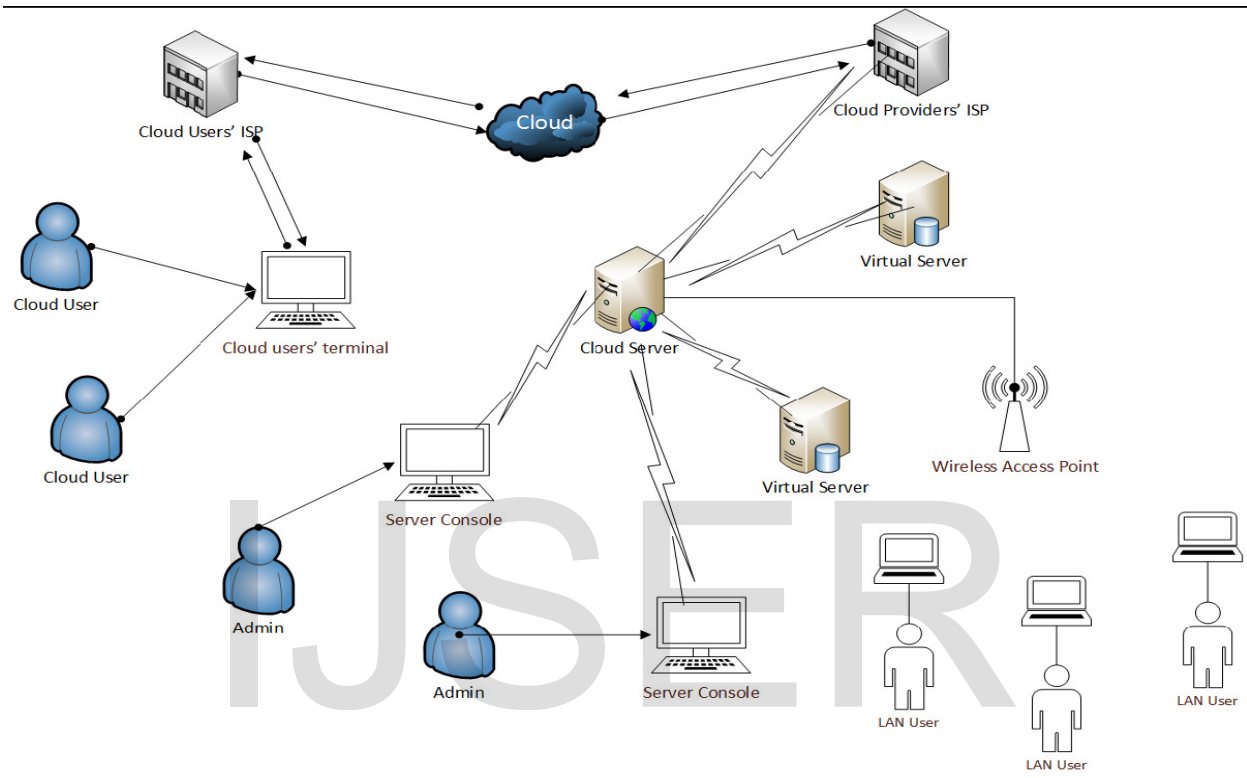 Cloud Users' ISP
Cloud
Cloud Providers' ISP
Cloud User
Cloud users' terminal
Virtual Server
Cloud Server
Cloud User
Server Console
Virtual Server
Wireless Access Point
Admin
Admin
Server Console
LAN User
LAN User
LAN User
IJSER